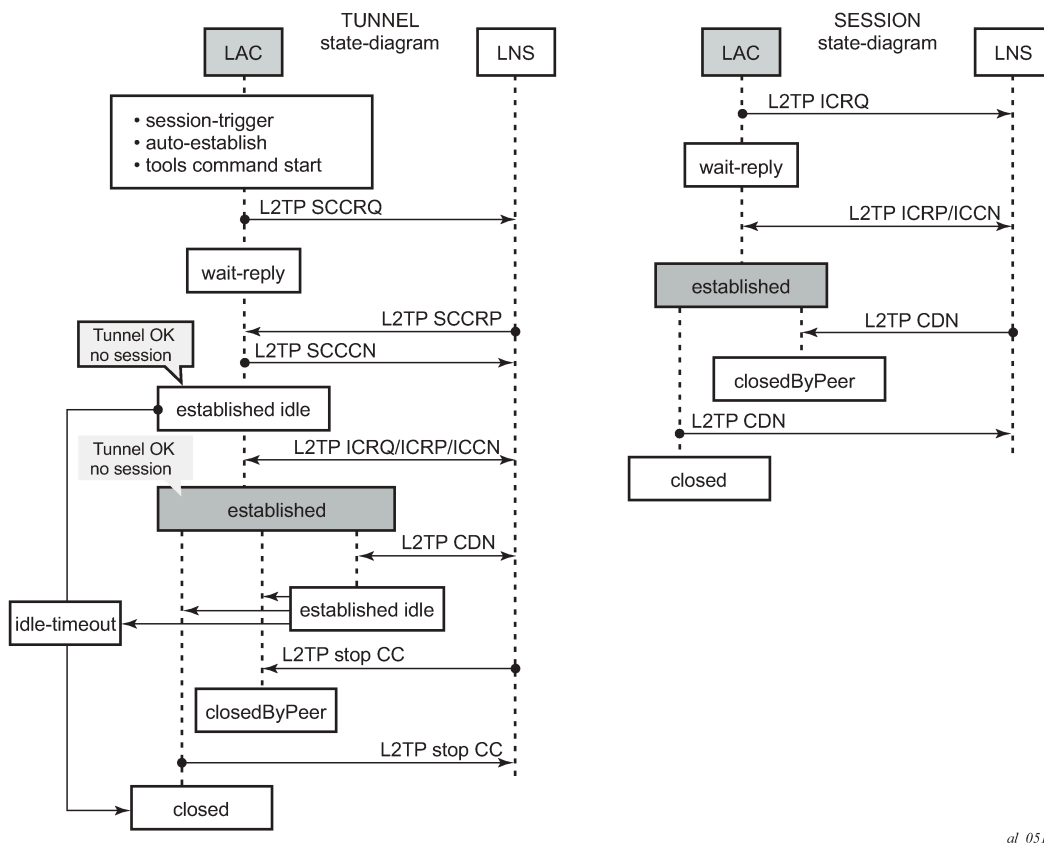 TUNNEL
state-diagram
LAC
LNS
• session-trigger
• auto-establish
• tools command start
L2TP SCCRQ
wait-reply
L2TP SCCRP
Tunnel OK
no session
L2TP SCCCN
established idle
Tunnel OK
no session
L2TP ICRQ/ICRP/ICCN
established
L2TP CDN
established idle
idle-timeout
L2TP stop CC
closedByPeer
L2TP stop CC
closed
SESSION
state-diagram
LAC
LNS
L2TP ICRQ
wait-reply
L2TP ICRP/ICCN
established
L2TP CDN
closedByPeer
L2TP CDN
closed